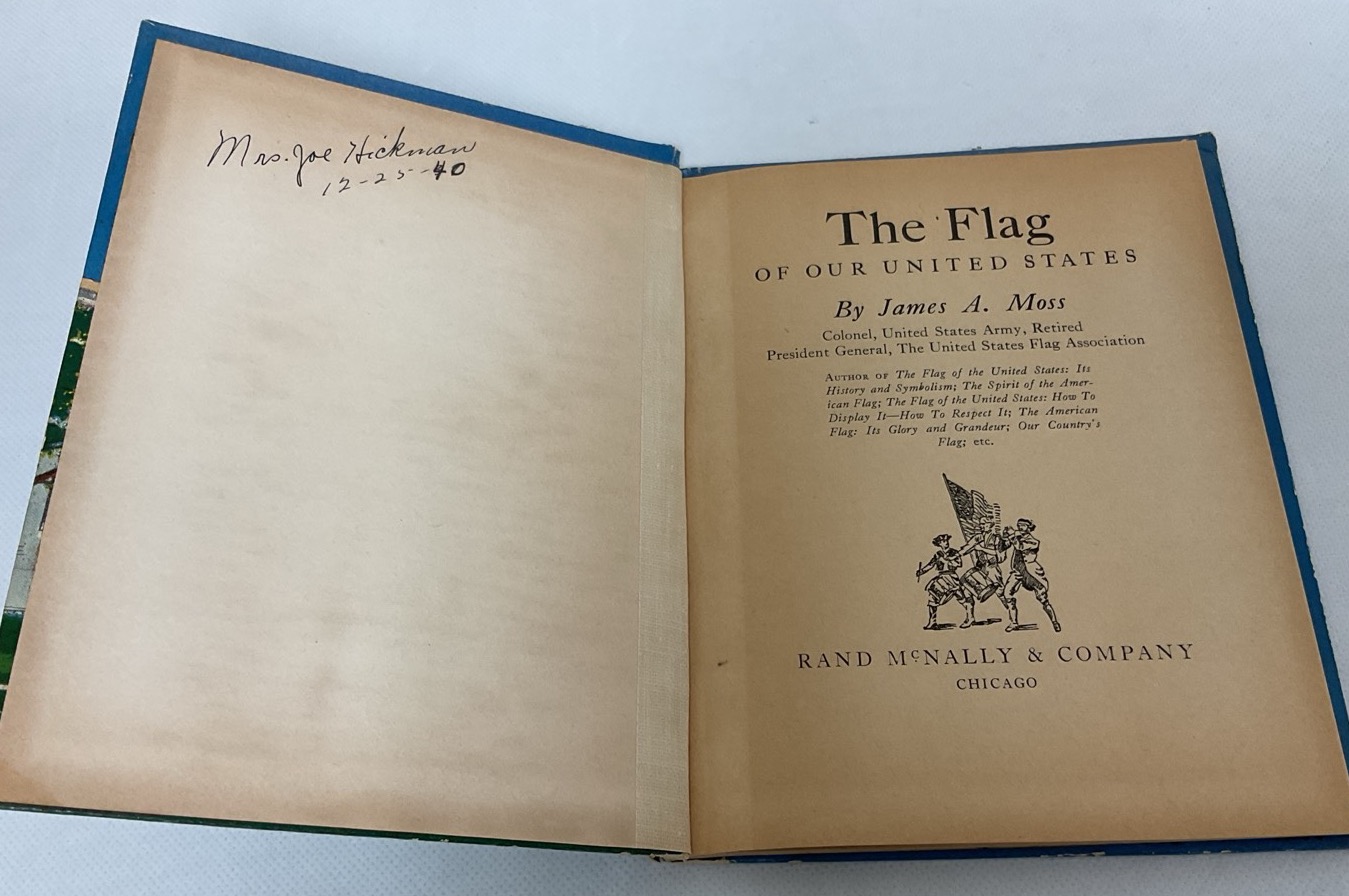 Mrs. Joe Hickman
12-25-40
The Flag
OF OUR UNITED STATES
By James A. Moss
Colonel, United States Army, Retired
President General, The United States Flag Association
AUTHOR OF The Flag of the United States: Its
History and Symbolism; The Spirit of the Amer-
ican Flag; The Flag of the United States: How To
Display It—How To Respect It; The American
Flag: Its Glory and Grandeur; Our Country's
Flag; etc.
RAND McNALLY & COMPANY
CHICAGO